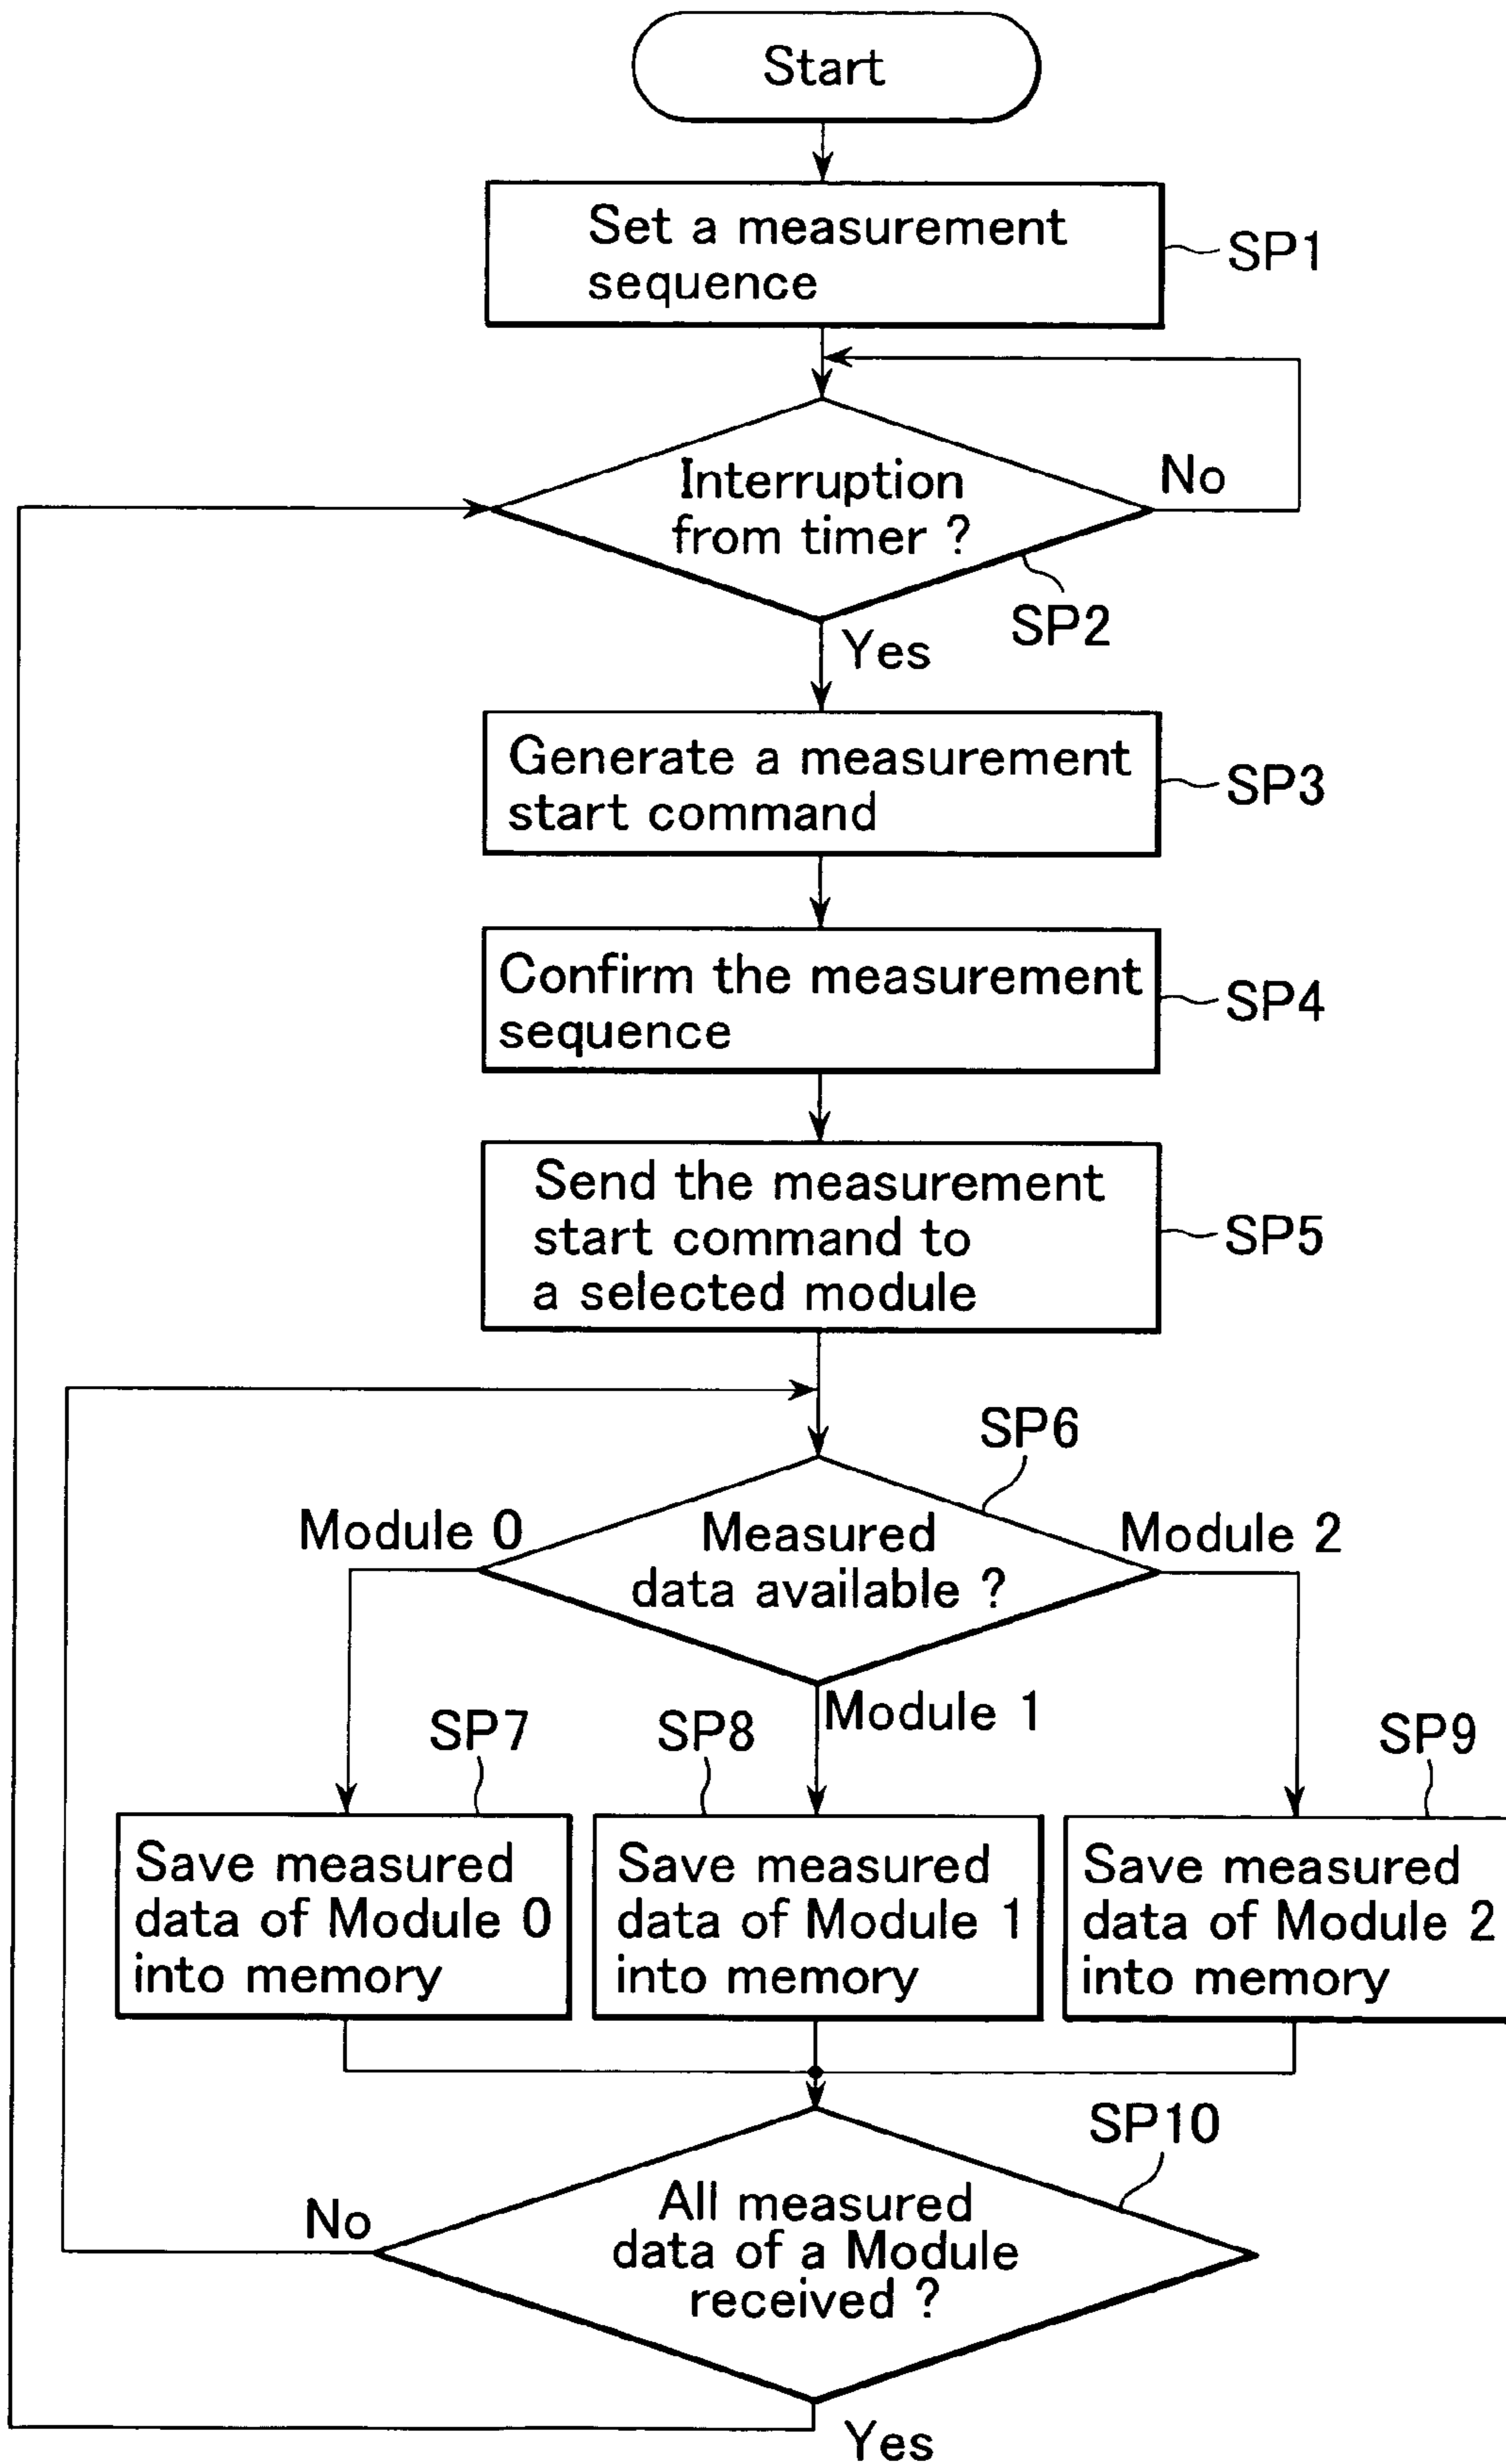 Start
Set a measurement
sequence
SP1
Interruption
from timer ?
No
SP2
Yes
Generate a measurement
start command
SP3
Confirm the measurement
sequence
SP4
Send the measurement
start command to
a selected module
SP5
SP6
Module 0
Measured
data available ?
Module 2
Module 1
SP7
SP8
SP9
Save measured
data of Module 0
into memory
Save measured
data of Module 1
into memory
Save measured
data of Module 2
into memory
SP10
No
All measured
data of a Module
received ?
Yes